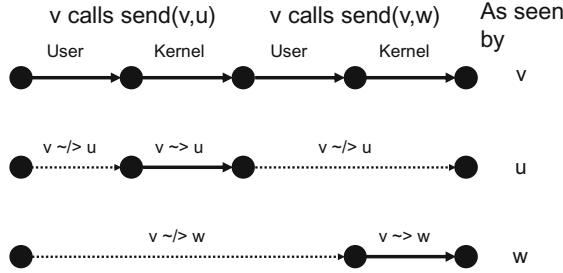 v calls send(v,u) v calls send(v,w) As seen
by
User Kernel User Kernel
v
v ~/> u v ~> u v ~/> u
u
v ~/> w v ~> w
w